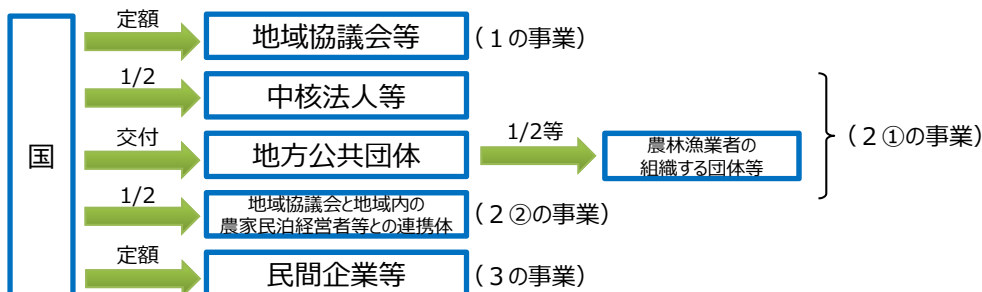 国
定額
地域協議会等
（１の事業）
1/2
中核法人等
交付
地方公共団体
1/2等
農林漁業者の
組織する団体等
（２①の事業）
1/2
地域協議会と地域内の
農家民泊経営者等との連携体
（２②の事業）
定額
民間企業等
（３の事業）